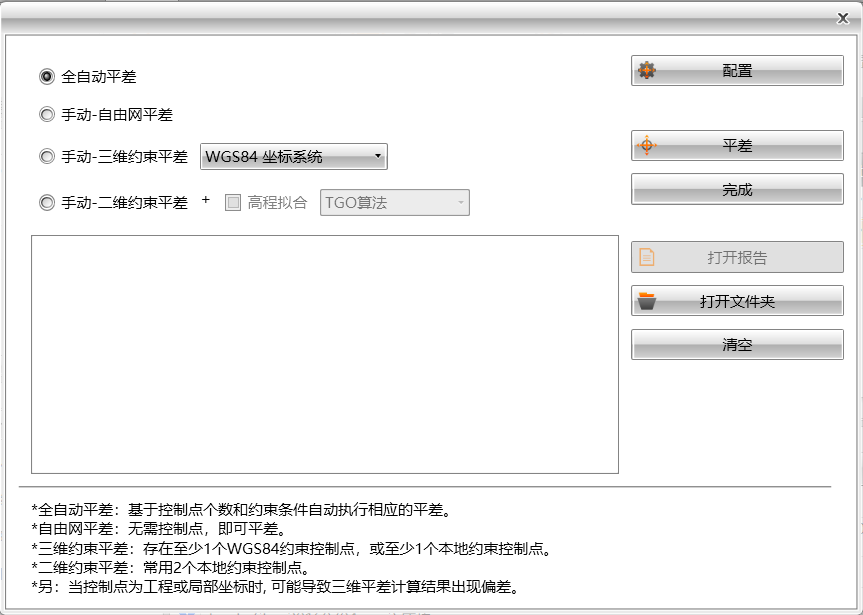 全自动平差
配置
手动-自由网平差
手动-三维约束平差 WGS84 坐标系统
平差
完成
手动-二维约束平差 + 高程拟合 TGO算法
打开报告
打开文件夹
清空
*全自动平差：基于控制点个数和约束条件自动执行相应的平差。
*自由网平差：无需控制点，即可平差。
*三维约束平差：存在至少1个WGS84约束控制点，或至少1个本地约束控制点。
*二维约束平差：常用2个本地约束控制点。
*另：当控制点为工程或局部坐标时, 可能导致三维平差计算结果出现偏差。